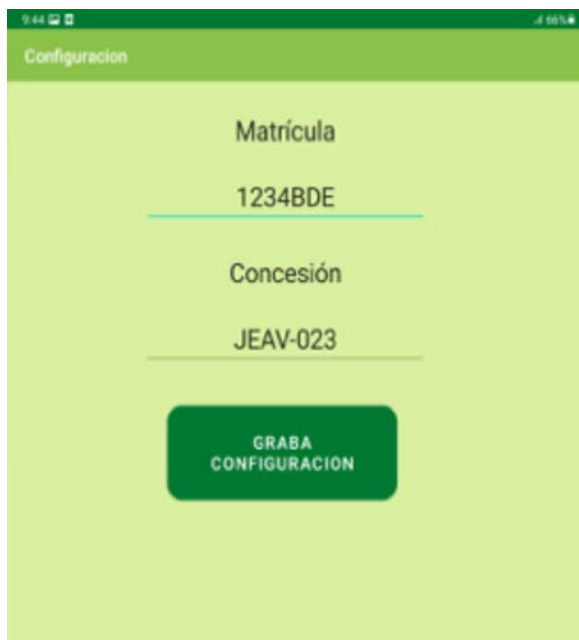 9:44
66%
Configuracion
Matrícula
1234BDE
Concesión
JEAV-023
GRABA
CONFIGURACION